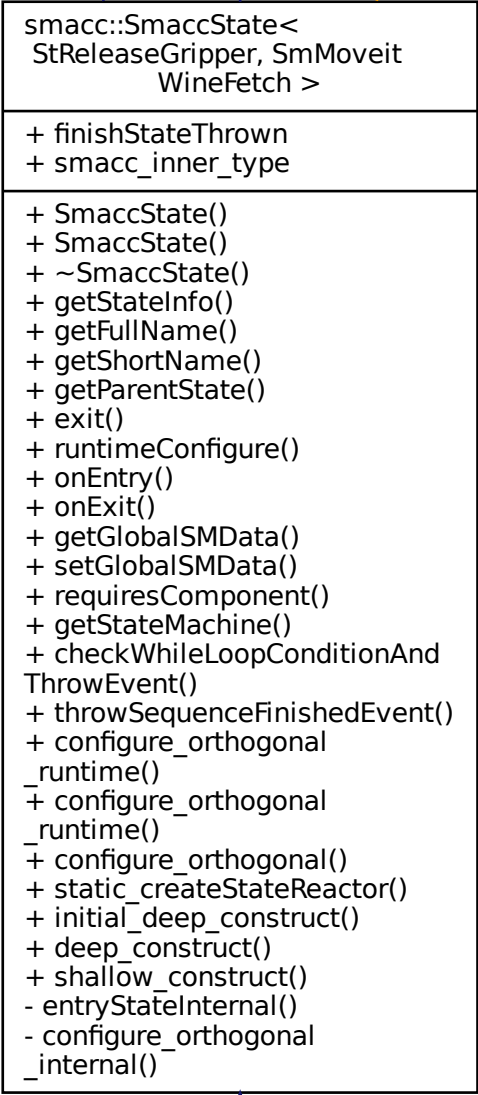 smacc::SmaccState<
StReleaseGripper, SmMoveit
WineFetch >
+ finishStateThrown
+ smacc_inner_type
+ SmaccState()
+ SmaccState()
+ ~SmaccState()
+ getStateInfo()
+ getFullName()
+ getShortName()
+ getParentState()
+ exit()
+ runtimeConfigure()
+ onEntry()
+ onExit()
+ getGlobalSMData()
+ setGlobalSMData()
+ requiresComponent()
+ getStateMachine()
+ checkWhileLoopConditionAnd
ThrowEvent()
+ throwSequenceFinishedEvent()
+ configure_orthogonal
_runtime()
+ configure_orthogonal
_runtime()
+ configure_orthogonal()
+ static_createStateReactor()
+ initial_deep_construct()
+ deep_construct()
+ shallow_construct()
- entryStateInternal()
- configure_orthogonal
_internal()